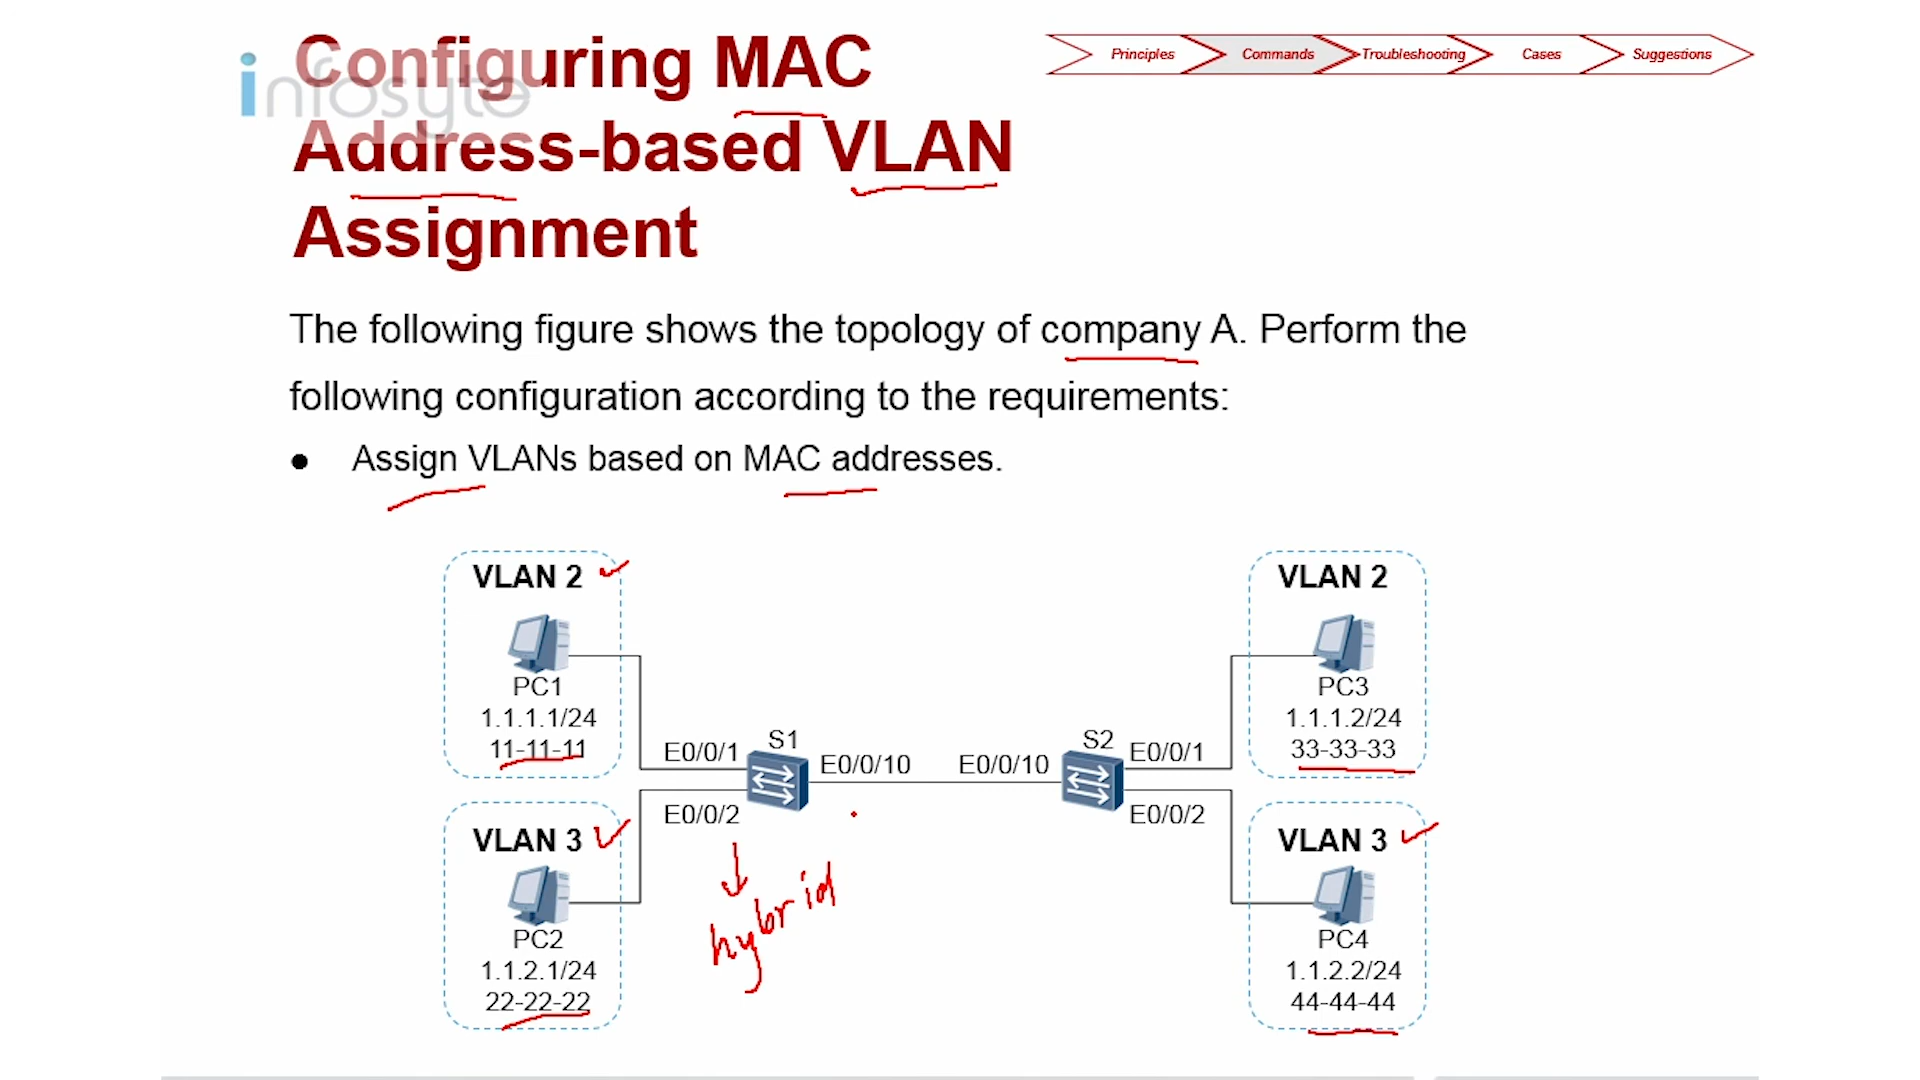 Configuring MAC
Address-based VLAN
Assignment
infosyte
Principles
Commands
Troubleshooting
Cases
Suggestions
The following figure shows the topology of company A. Perform the
following configuration according to the requirements:
● Assign VLANs based on MAC addresses.
VLAN 2
PC1
1.1.1.1/24
11-11-11
VLAN 3
PC2
1.1.2.1/24
22-22-22
E0/0/1
S1
E0/0/10
E0/0/2
hybrid
E0/0/10
S2
E0/0/1
E0/0/2
VLAN 2
PC3
1.1.1.2/24
33-33-33
VLAN 3
PC4
1.1.2.2/24
44-44-44